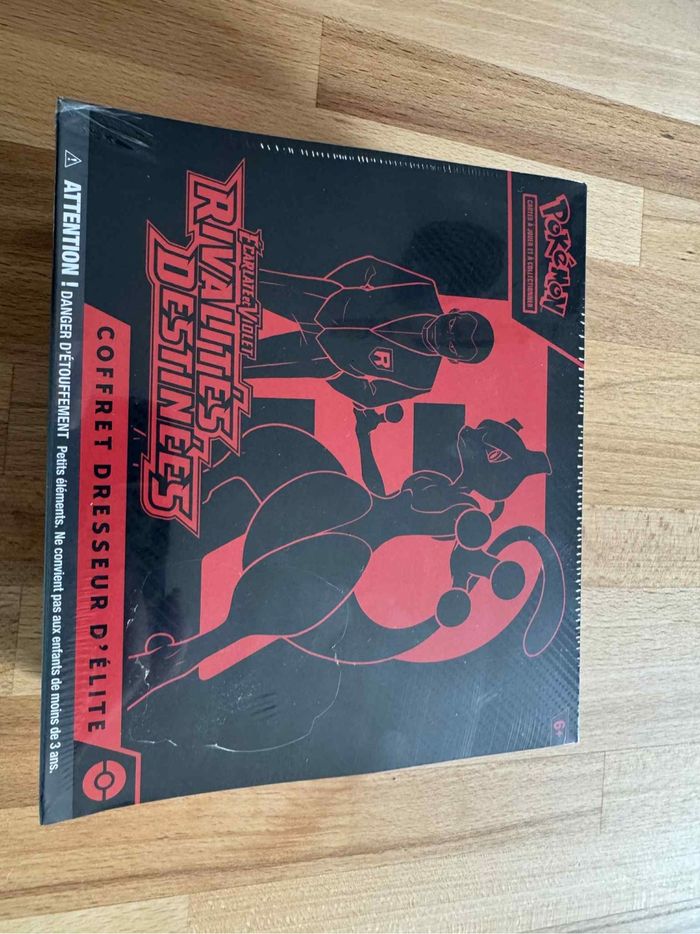 POKÉMON
CARTES À JOUER ET À COLLECTIONNER
ÉCARLATE ET VIOLET
RIVALITÉS
DESTINÉES
R
6+
COFFRET DRESSEUR D'ÉLITE
⚠ ATTENTION ! DANGER D'ÉTOUFFEMENT Petits éléments. Ne convient pas aux enfants de moins de 3 ans.